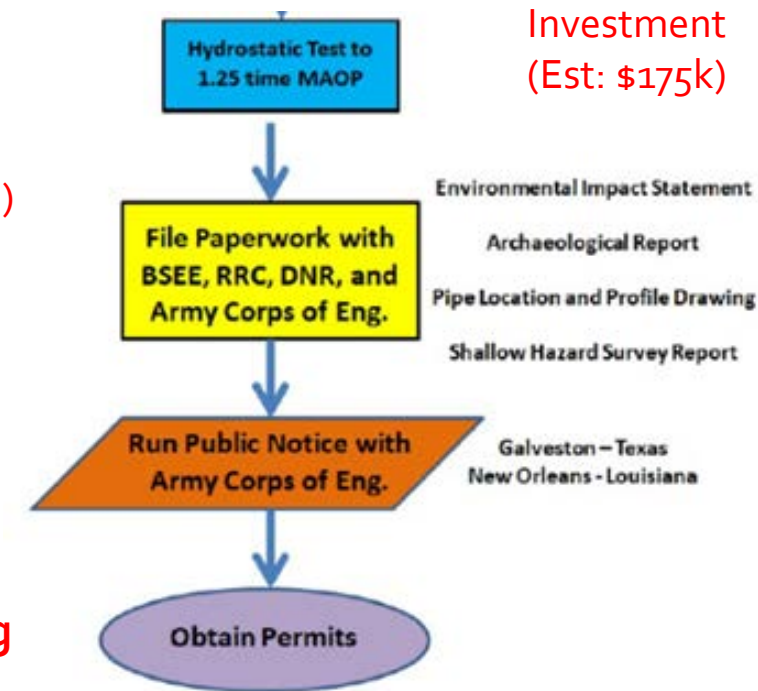 Investment
(Est: $175k)
Hydrostatic Test to
1.25 time MAOP
)
File Paperwork with
BSEE, RRC, DNR, and
Army Corps of Eng.
Environmental Impact Statement
Archaeological Report
Pipe Location and Profile Drawing
Shallow Hazard Survey Report
Run Public Notice with
Army Corps of Eng.
Galveston – Texas
New Orleans - Louisiana
g
Obtain Permits